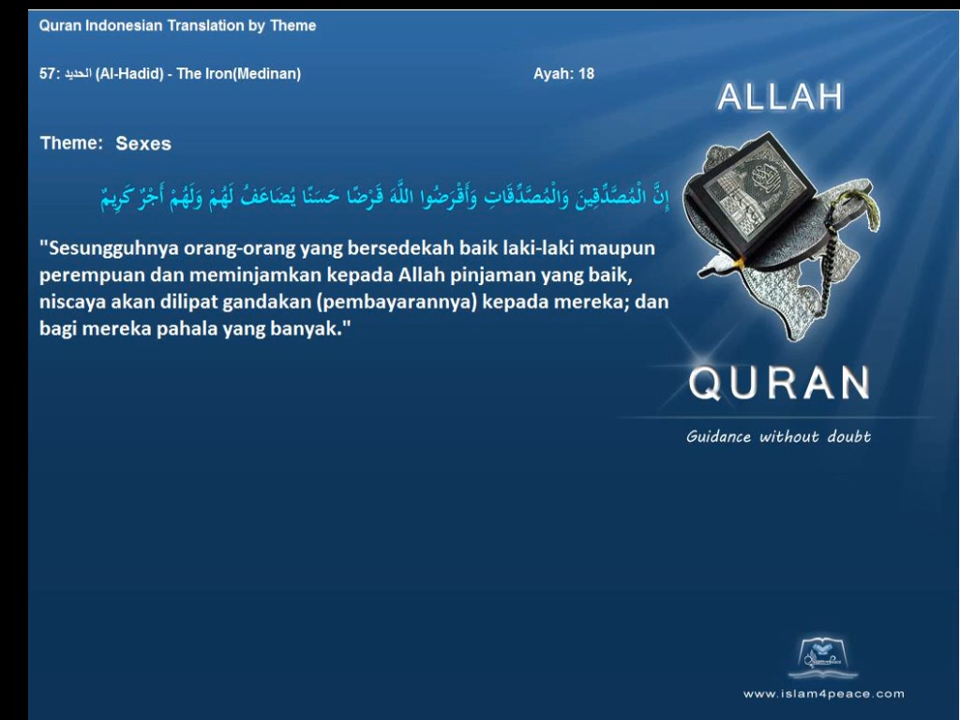 Quran Indonesian Translation by Theme
57: الحديد (Al-Hadid) - The Iron(Medinan) Ayah: 18
ALLAH
Theme: Sexes
إِنَّ الْمُصَّدِّقِينَ وَالْمُصَّدِّقَاتِ وَأَقْرَضُوا اللَّهَ قَرْضًا حَسَنًا يُضَاعَفُ لَهُمْ وَلَهُمْ أَجْرٌ كَرِيمٌ
"Sesungguhnya orang-orang yang bersedekah baik laki-laki maupun
perempuan dan meminjamkan kepada Allah pinjaman yang baik,
niscaya akan dilipat gandakan (pembayarannya) kepada mereka; dan
bagi mereka pahala yang banyak."
QURAN
Guidance without doubt
www.islam4peace.com